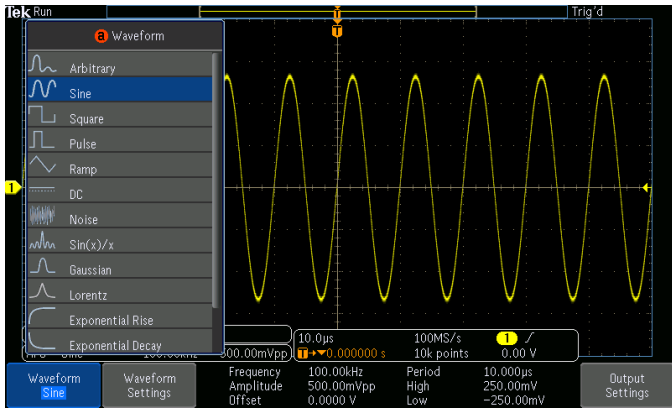 Tek Run Trig'd
T
T
a Waveform
Arbitrary
Sine
Square
Pulse
Ramp
DC
Noise
Sin(x)/x
Gaussian
Lorentz
Exponential Rise
Exponential Decay
1
500.00mVpp
10.0µs 100MS/s 1
T→▼0.000000 s 10k points 0.00 V
Waveform Sine
Waveform Settings
Frequency 100.00kHz Period 10.000µs
Amplitude 500.00mVpp High 250.00mV
Offset 0.0000 V Low -250.00mV
Output Settings